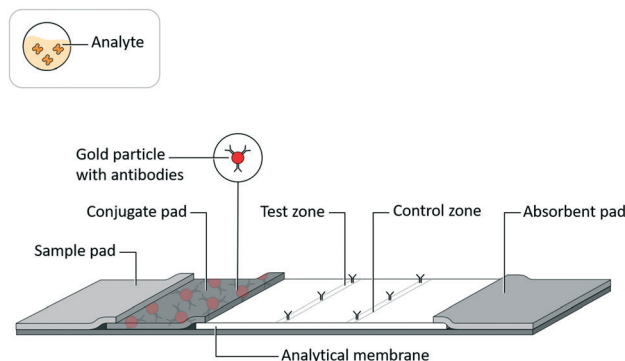 Analyte
Gold particle
with antibodies
Conjugate pad
Test zone
Control zone
Absorbent pad
Sample pad
Analytical membrane